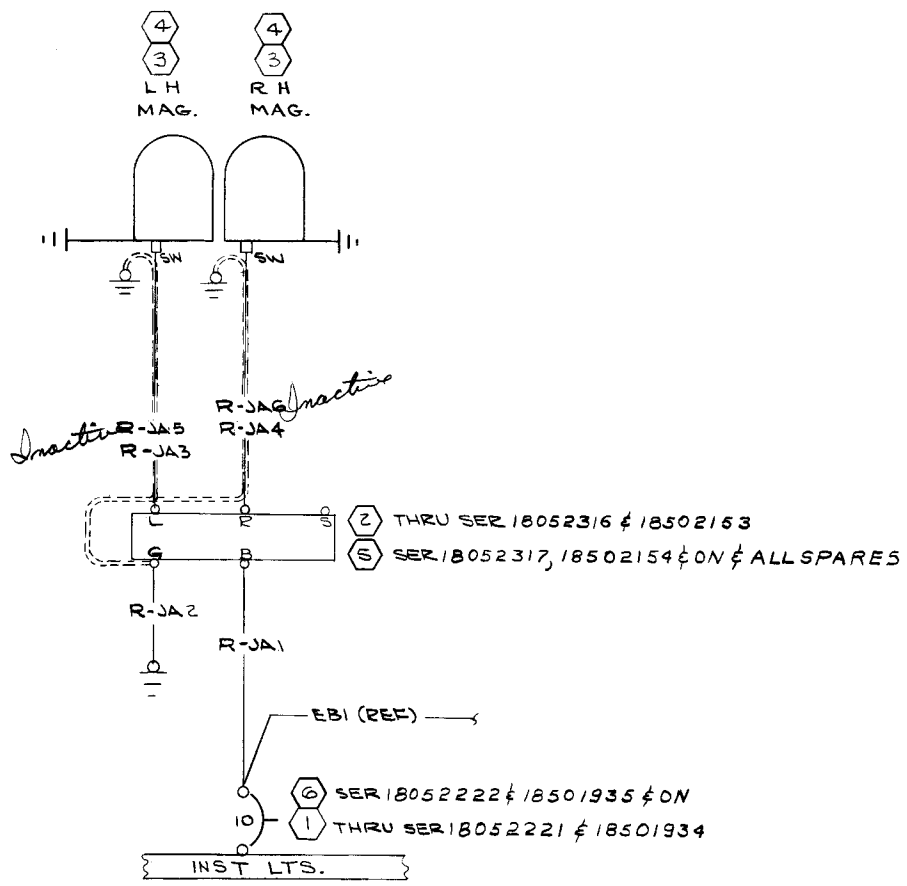 4 4
3 3
LH RH
MAG. MAG.
SW SW
R-JA6 Inactive
Inactive R-JA5 R-JA4
R-JA3
L R S
2 THRU SER 18052316 & 18502153
G B
5 SER 18052317, 18502154 & ON & ALL SPARES
R-JA2
R-JA1
EB1 (REF)
6 SER 18052222 & 18501935 & ON
10
1 THRU SER 18052221 & 18501934
INST LTS.